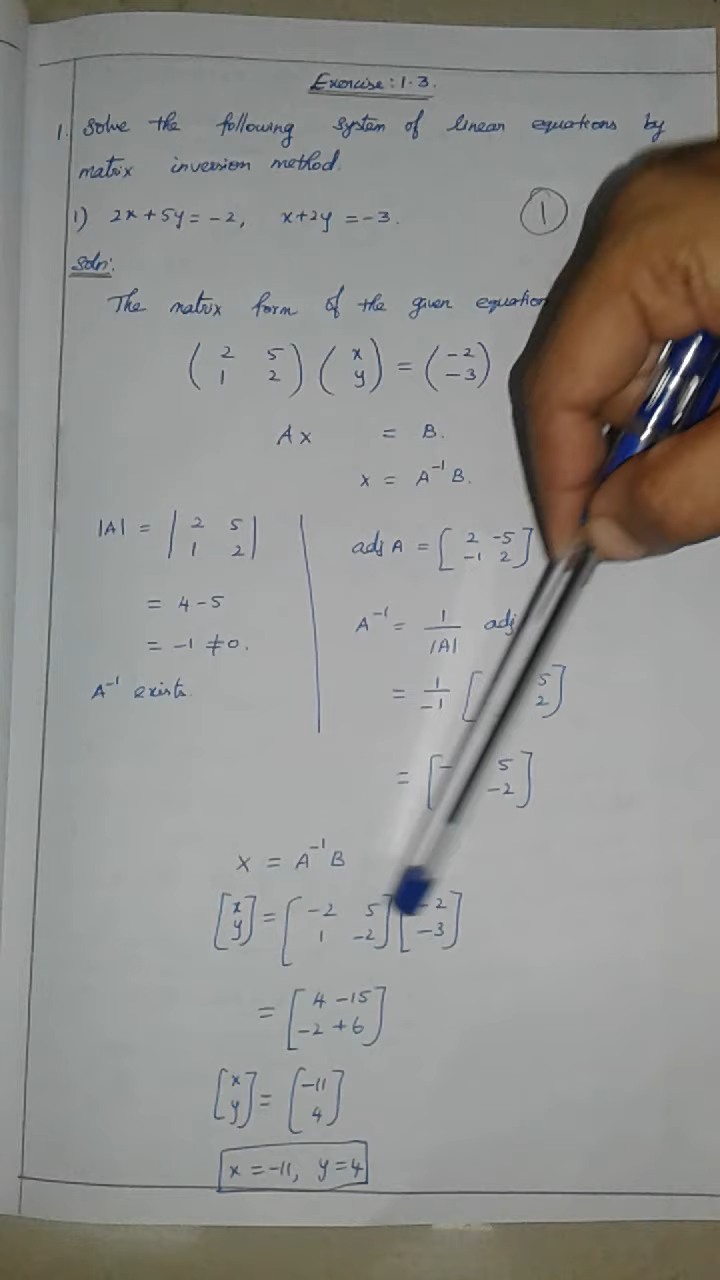 Exercise: 1.3.
1. Solve the following system of linear equations by
matrix inversion method.
1) 2x + 5y = -2, x + 2y = -3.
1
Soln:
The matrix form of the given equation
( 2 5 ) ( x ) = ( -2 )
( 1 2 ) ( y ) ( -3 )
Ax = B.
x = A⁻¹ B.
|A| = | 2 5 |
| 1 2 |
= 4 - 5
= -1 ≠ 0.
A⁻¹ exists.
adj A = [ 2 -5 ]
[ -1 2 ]
A⁻¹ = 1/|A| adj
= 1/-1 [ 5 ]
[ 2 ]
= [ - 5 ]
[ -2 ]
X = A⁻¹ B
[ x ] = [ -2 5 ] [ -2 ]
[ y ] [ 1 -2 ] [ -3 ]
= [ 4 - 15 ]
[ -2 + 6 ]
[ x ] = [ -11 ]
[ y ] [ 4 ]
x = -11, y = 4